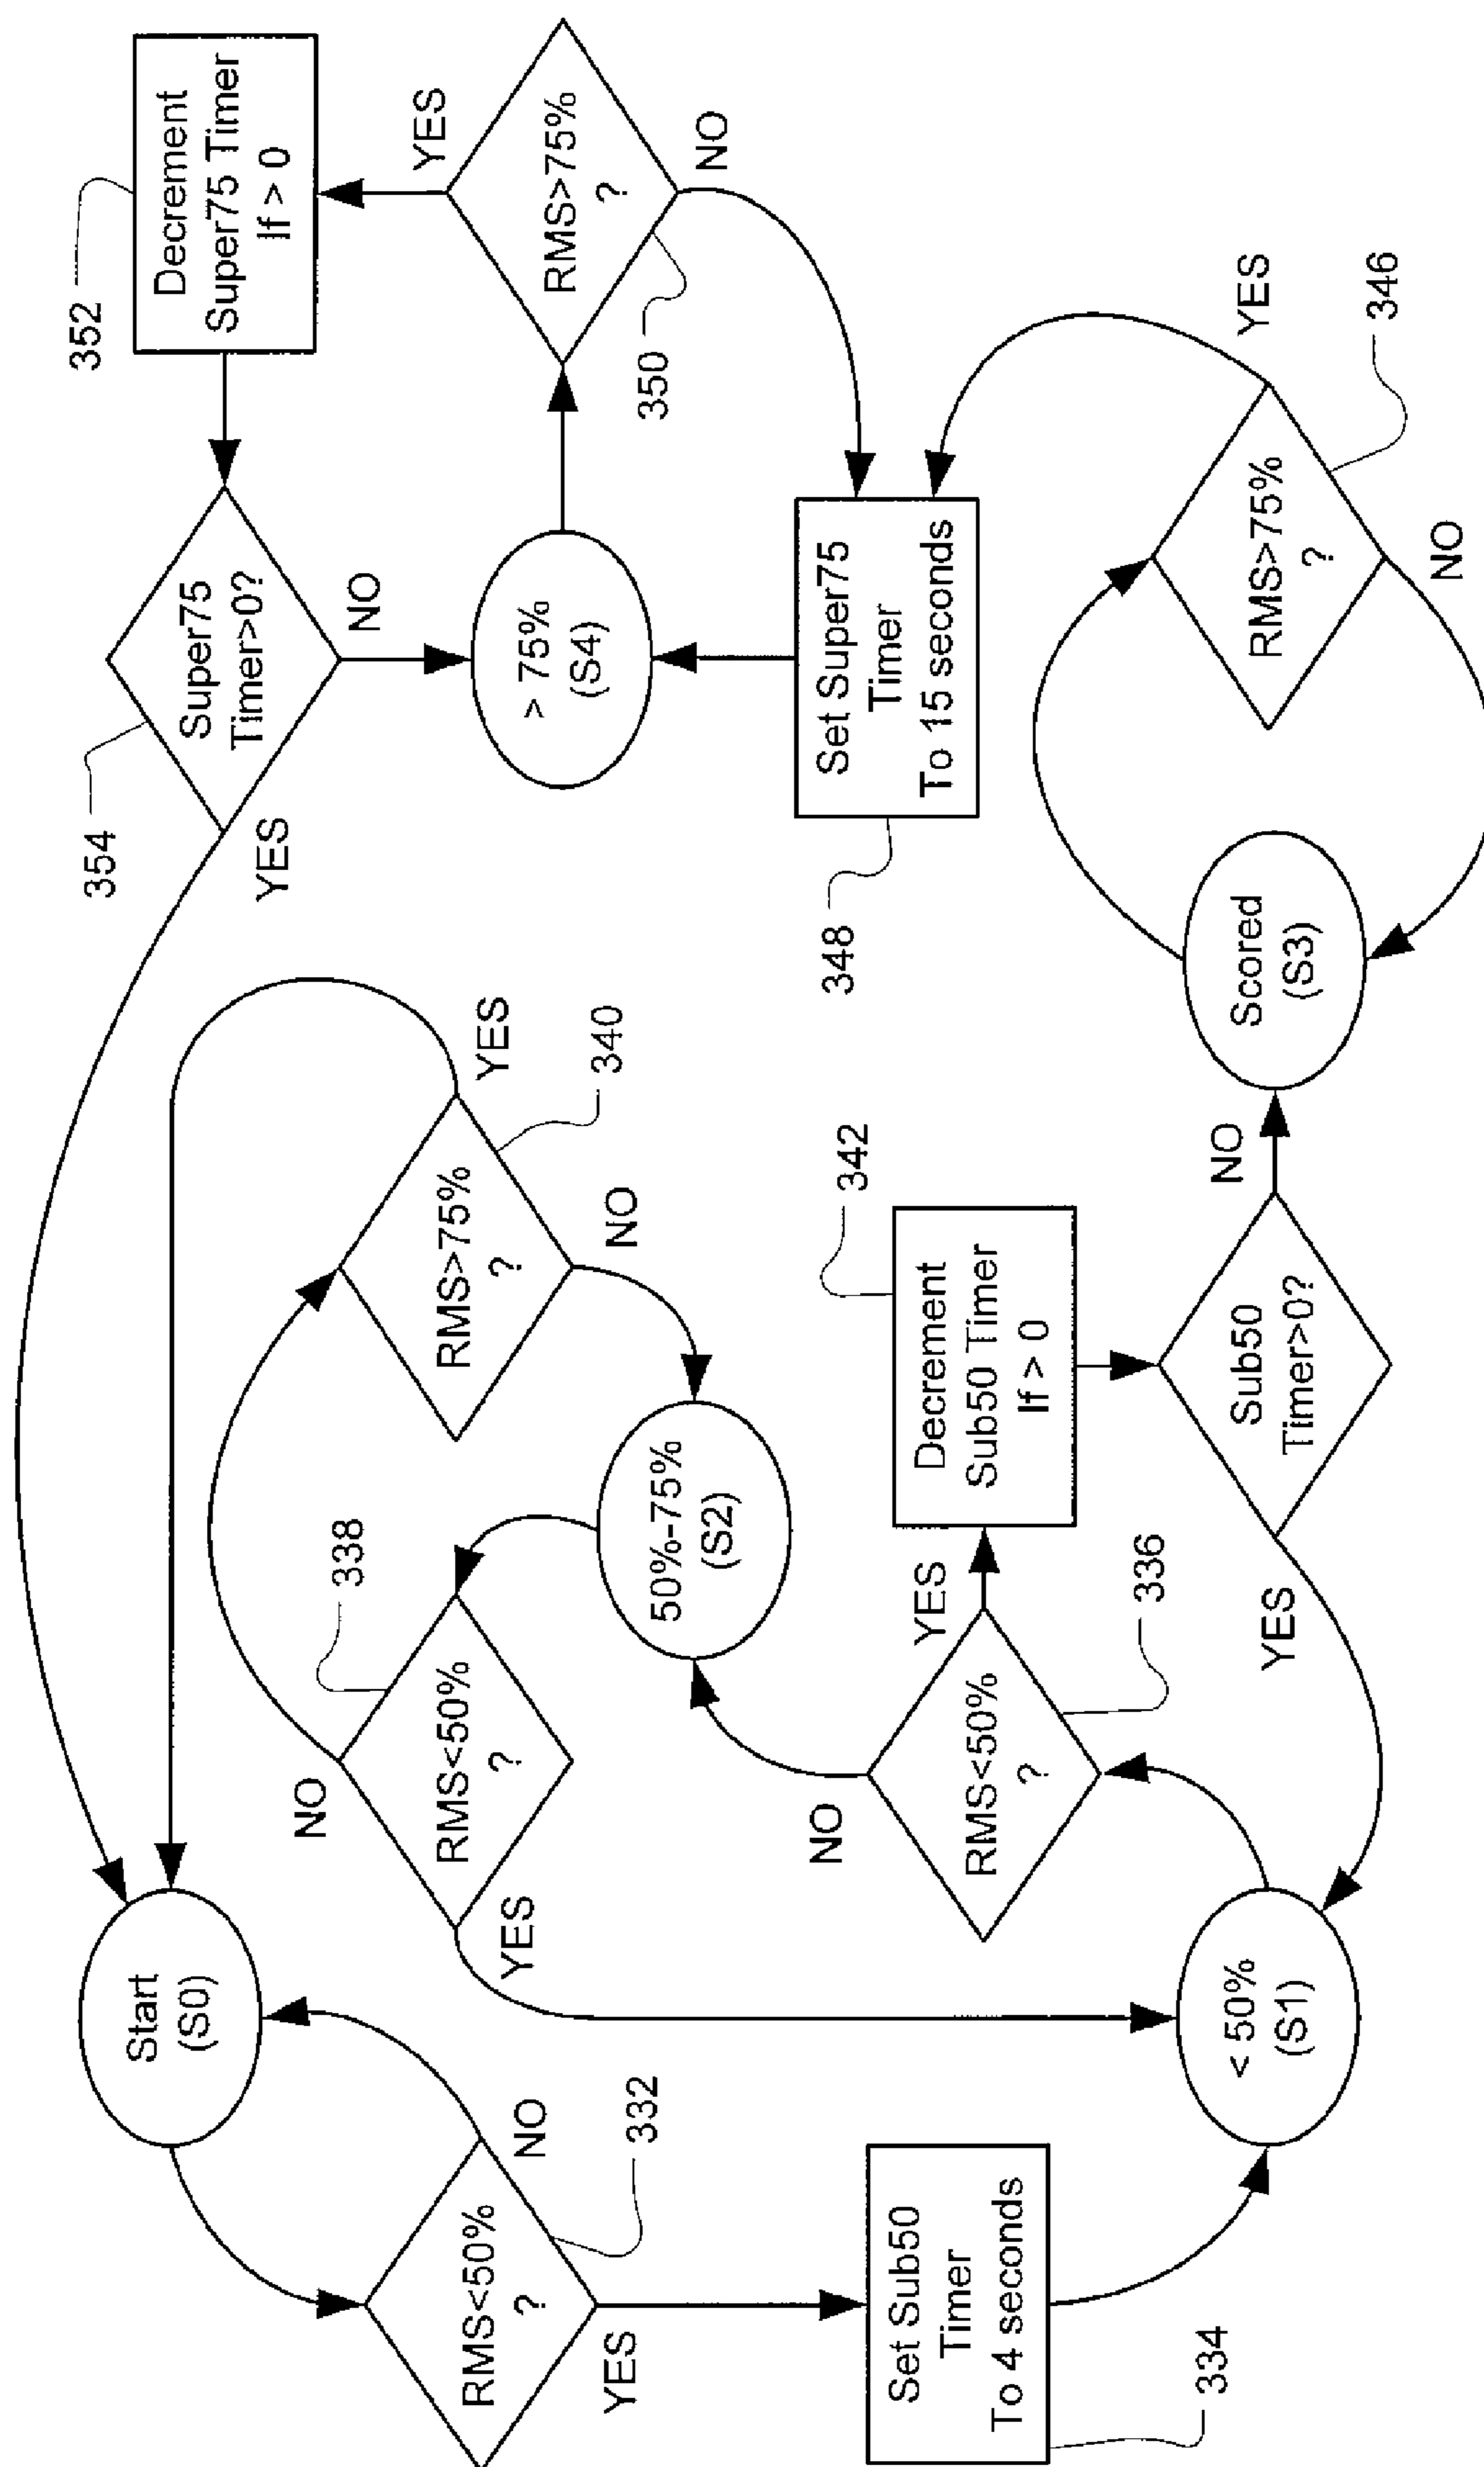 Start
(S0)
RMS<50%
?
NO
YES
332
Set Sub50
Timer
To 4 seconds
334
< 50%
(S1)
RMS<50%
?
NO
YES
336
RMS<50%
?
NO
YES
338
50%-75%
(S2)
RMS>75%
?
YES
NO
340
Decrement
Sub50 Timer
If > 0
342
Sub50
Timer>0?
YES
NO
Scored
(S3)
RMS>75%
?
YES
NO
346
Set Super75
Timer
To 15 seconds
348
> 75%
(S4)
RMS>75%
?
YES
NO
350
Decrement
Super75 Timer
If > 0
352
Super75
Timer>0?
YES
NO
354